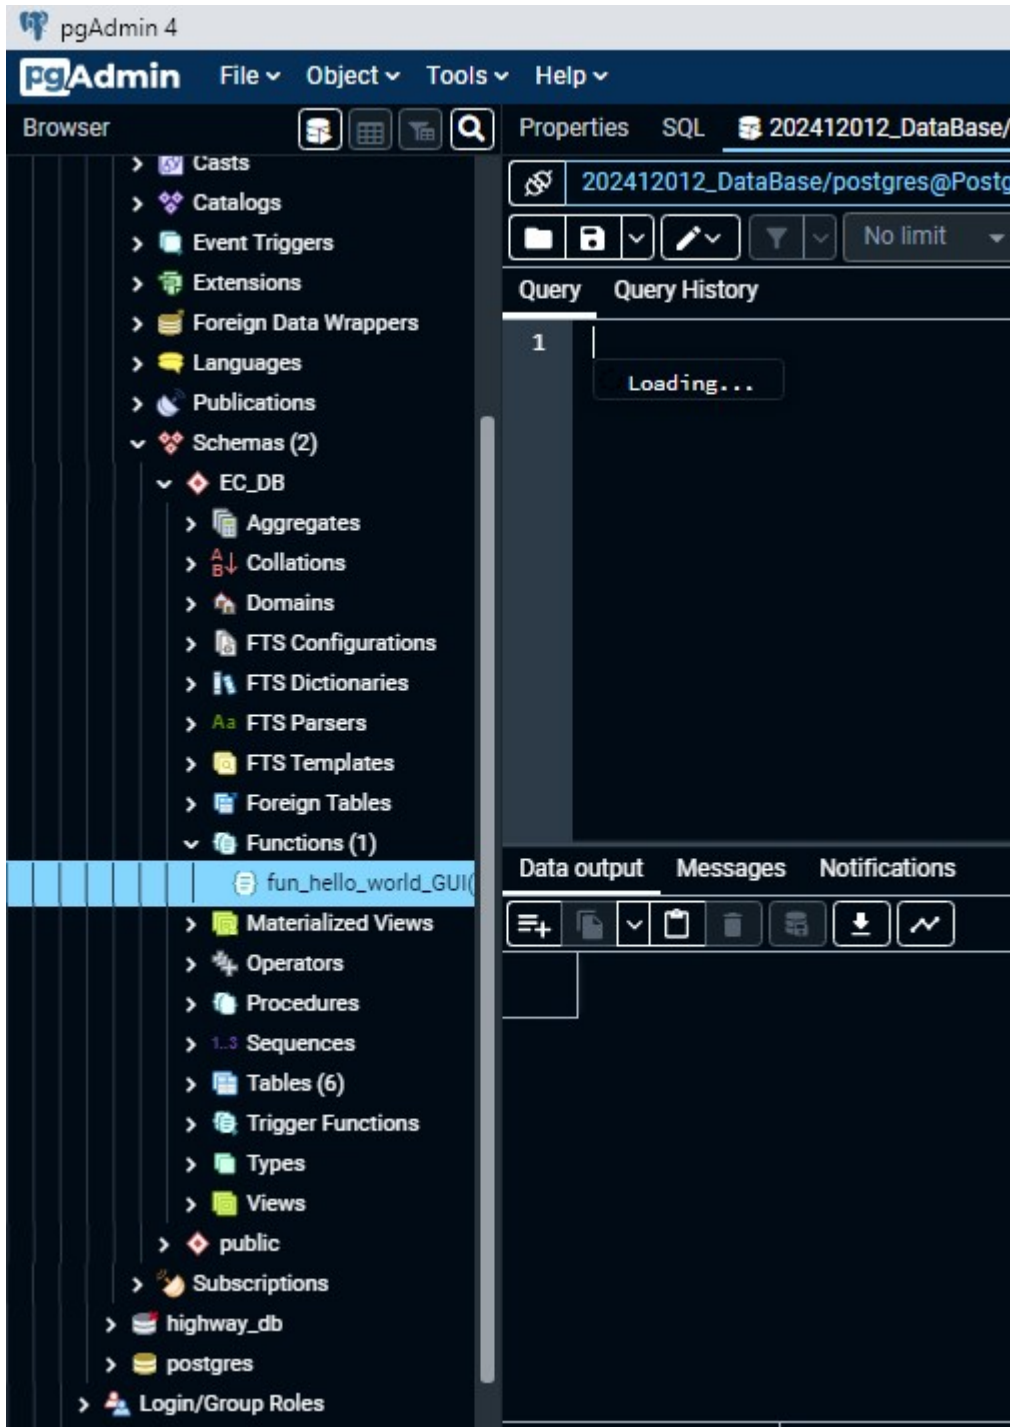 pgAdmin 4
pgAdmin File Object Tools Help
Browser
Properties SQL 202412012_DataBase/
Casts
Catalogs
Event Triggers
Extensions
Foreign Data Wrappers
Languages
Publications
Schemas (2)
EC_DB
Aggregates
Collations
Domains
FTS Configurations
FTS Dictionaries
Aa FTS Parsers
FTS Templates
Foreign Tables
Functions (1)
fun_hello_world_GUI(
Materialized Views
Operators
Procedures
1..3 Sequences
Tables (6)
Trigger Functions
Types
Views
public
Subscriptions
highway_db
postgres
Login/Group Roles
202412012_DataBase/postgres@Postg
No limit
Query Query History
1
Loading...
Data output Messages Notifications